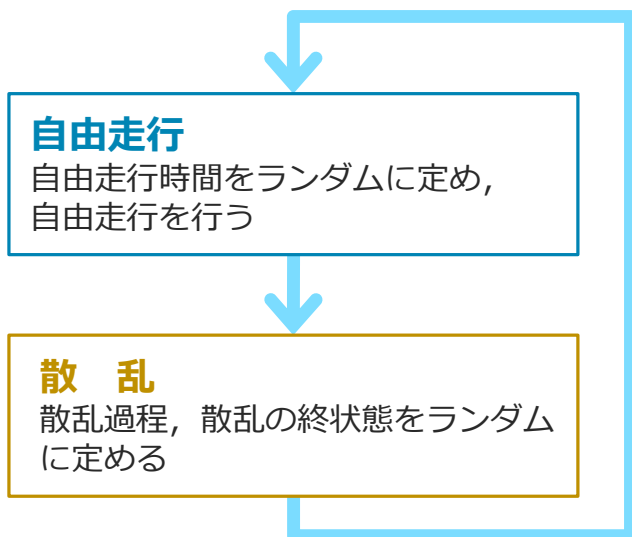 自由走行
自由走行時間をランダムに定め，
自由走行を行う
散　乱
散乱過程，散乱の終状態をランダム
に定める